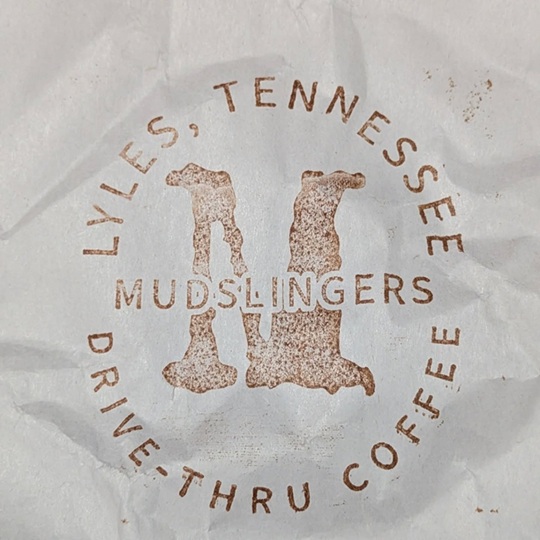 LYLES, TENNESSEE
M
MUDSLINGERS
DRIVE-THRU COFFEE